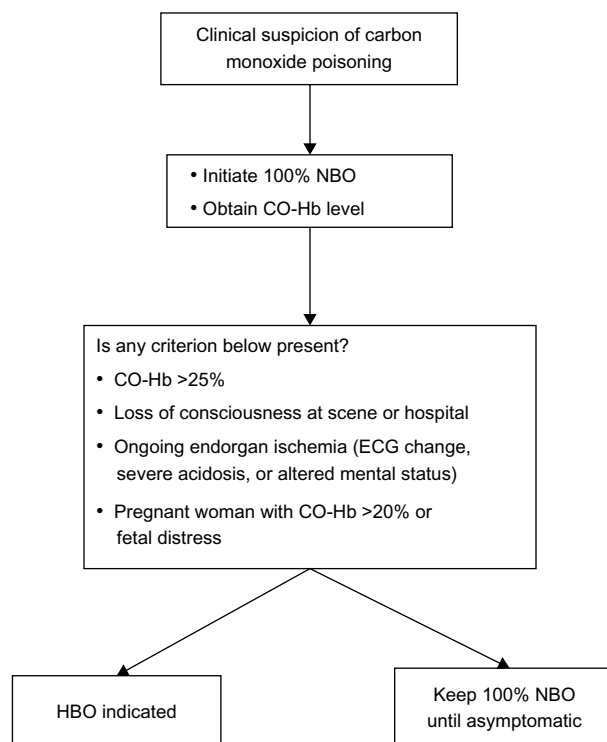 Clinical suspicion of carbon
monoxide poisoning
• Initiate 100% NBO
• Obtain CO-Hb level
Is any criterion below present?
• CO-Hb >25%
• Loss of consciousness at scene or hospital
• Ongoing endorgan ischemia (ECG change,
severe acidosis, or altered mental status)
• Pregnant woman with CO-Hb >20% or
fetal distress
HBO indicated
Keep 100% NBO
until asymptomatic